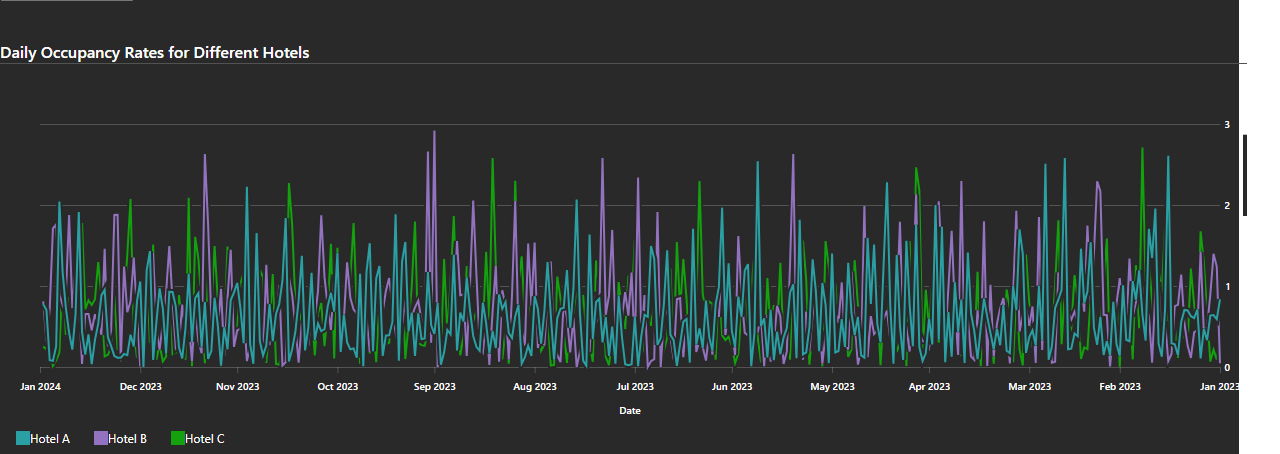 Daily Occupancy Rates for Different Hotels
3
2
1
0
Jan 2024 Dec 2023 Nov 2023 Oct 2023 Sep 2023 Aug 2023 Jul 2023 Jun 2023 May 2023 Apr 2023 Mar 2023 Feb 2023 Jan 2023
Date
Hotel A Hotel B Hotel C